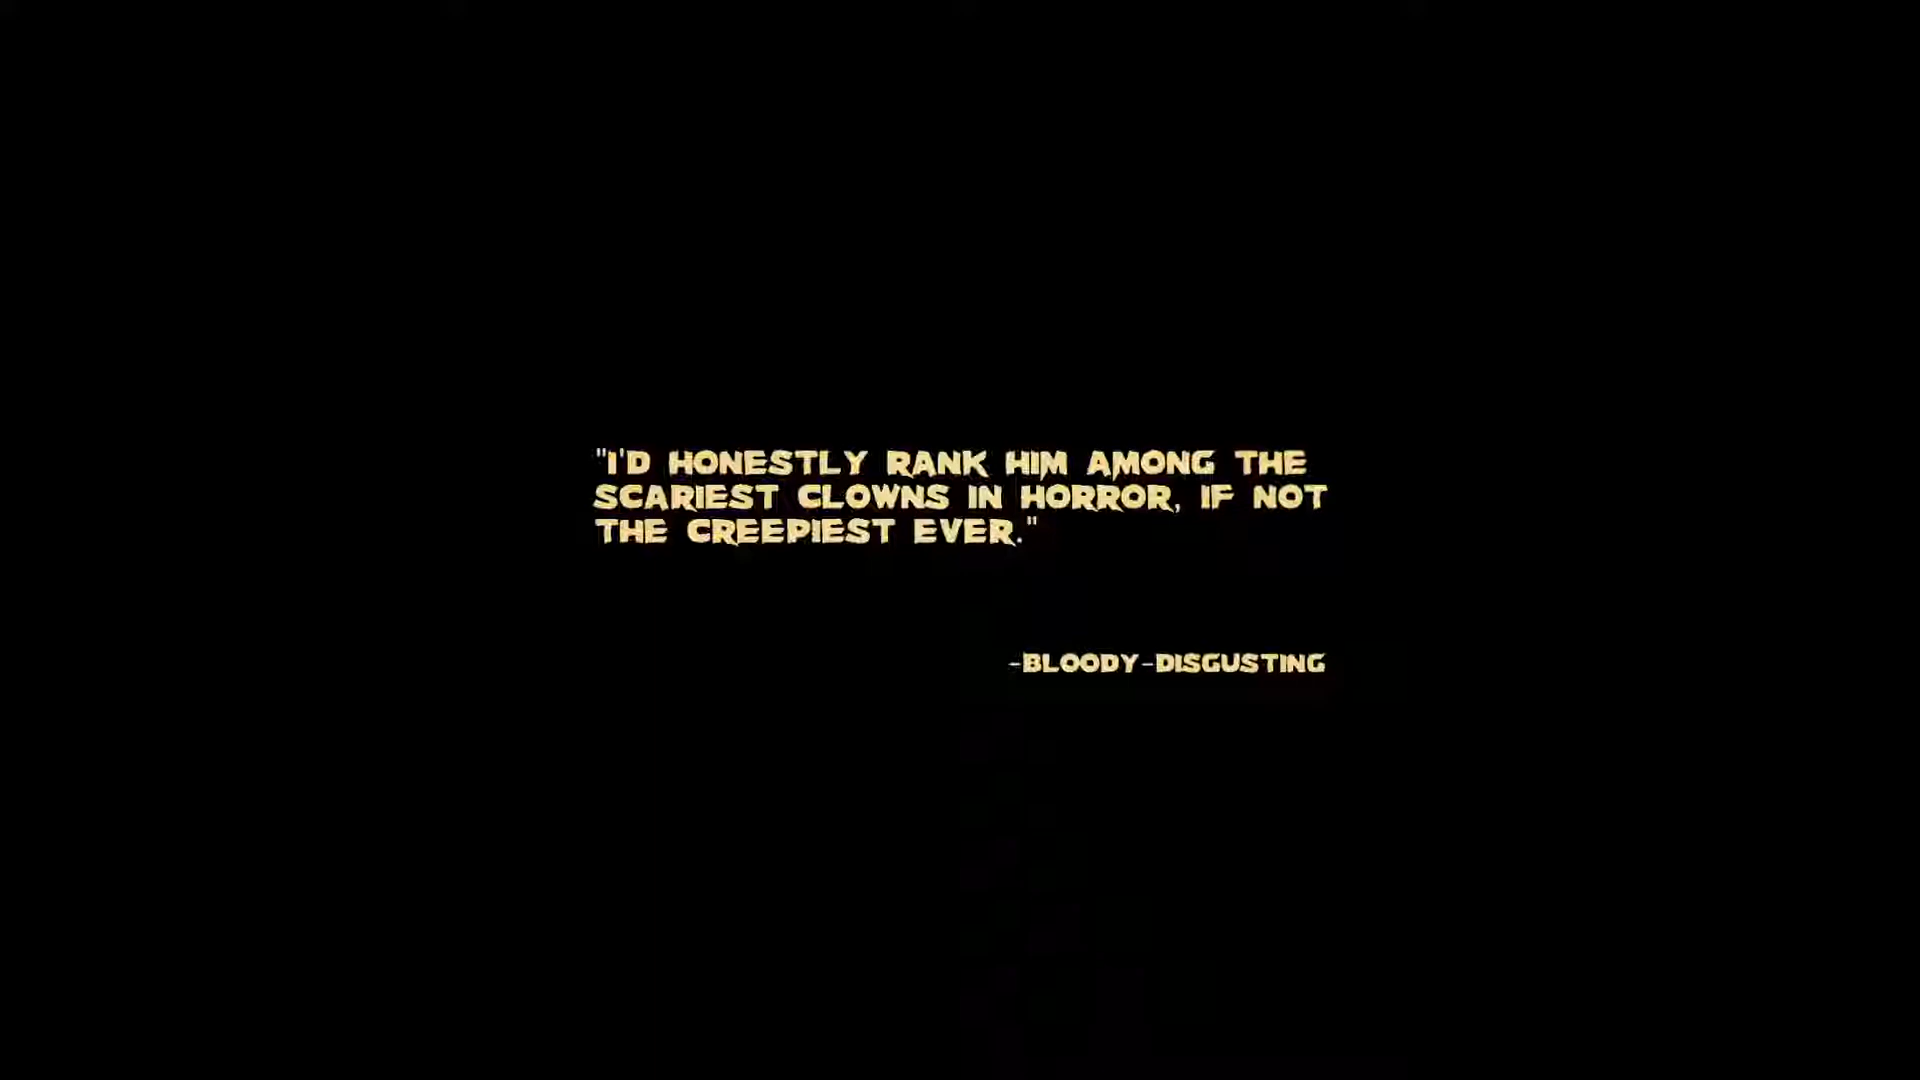 "I'D HONESTLY RANK HIM AMONG THE
SCARIEST CLOWNS IN HORROR, IF NOT
THE CREEPIEST EVER."
-BLOODY-DISGUSTING